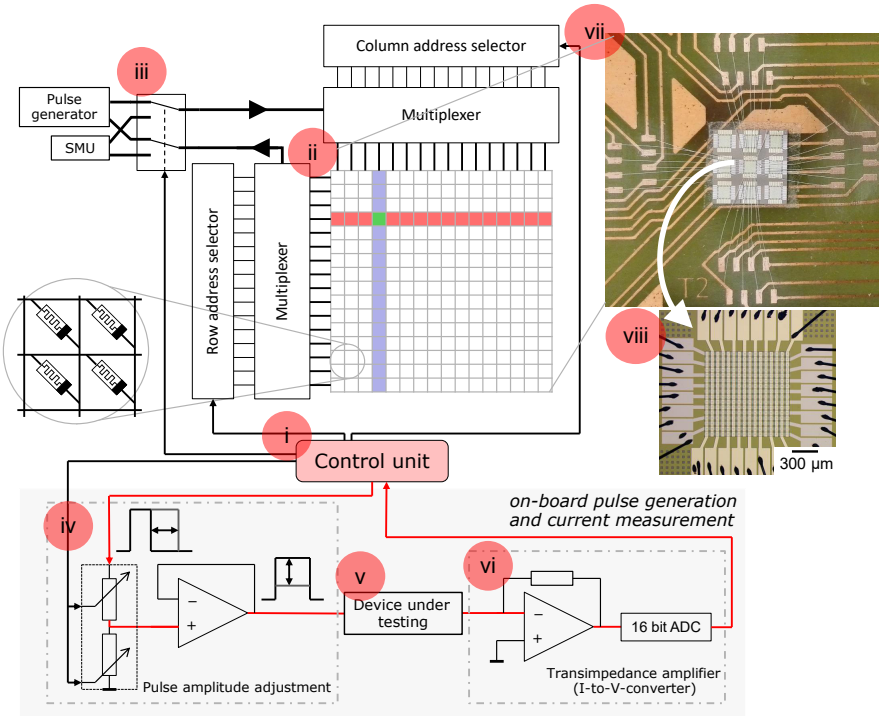 vii
Column address selector
iii
Pulse
generator
Multiplexer
SMU
ii
Row address selector
Multiplexer
T2
viii
300 µm
i
Control unit
on-board pulse generation
and current measurement
iv
v
vi
Device under
testing
−
+
−
+
16 bit ADC
Pulse amplitude adjustment
Transimpedance amplifier
(I-to-V-converter)